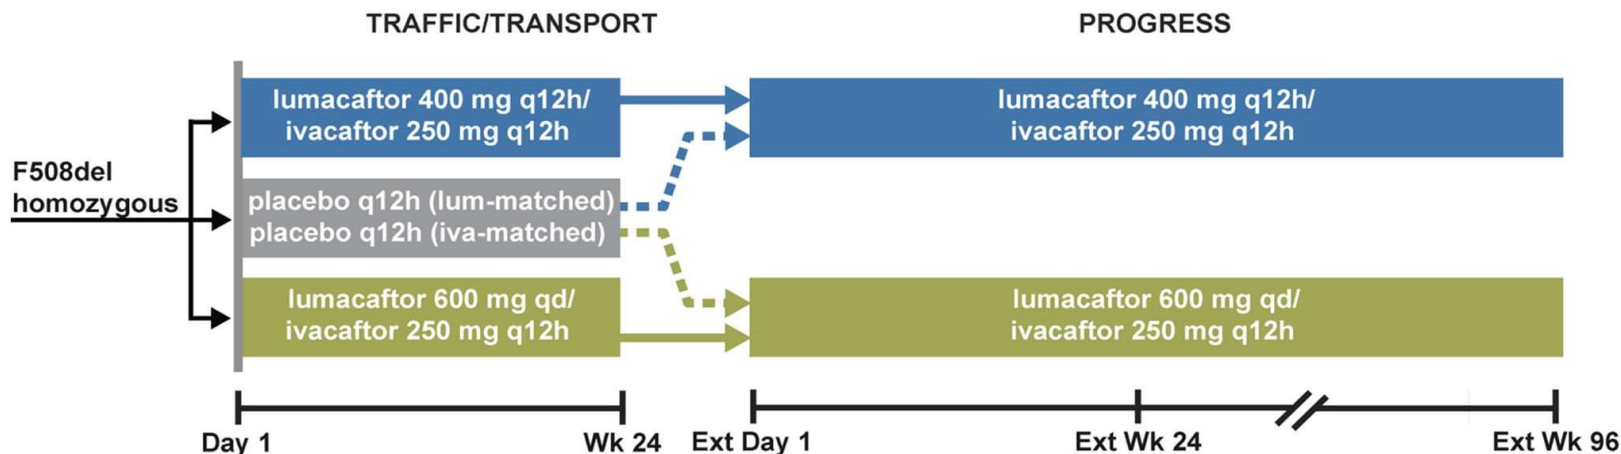 TRAFFIC/TRANSPORT
PROGRESS
lumacaftor 400 mg q12h/
ivacaftor 250 mg q12h
lumacaftor 400 mg q12h/
ivacaftor 250 mg q12h
F508del
homozygous
placebo q12h (lum-matched)
placebo q12h (iva-matched)
lumacaftor 600 mg qd/
ivacaftor 250 mg q12h
lumacaftor 600 mg qd/
ivacaftor 250 mg q12h
Day 1
Wk 24
Ext Day 1
Ext Wk 24
Ext Wk 96